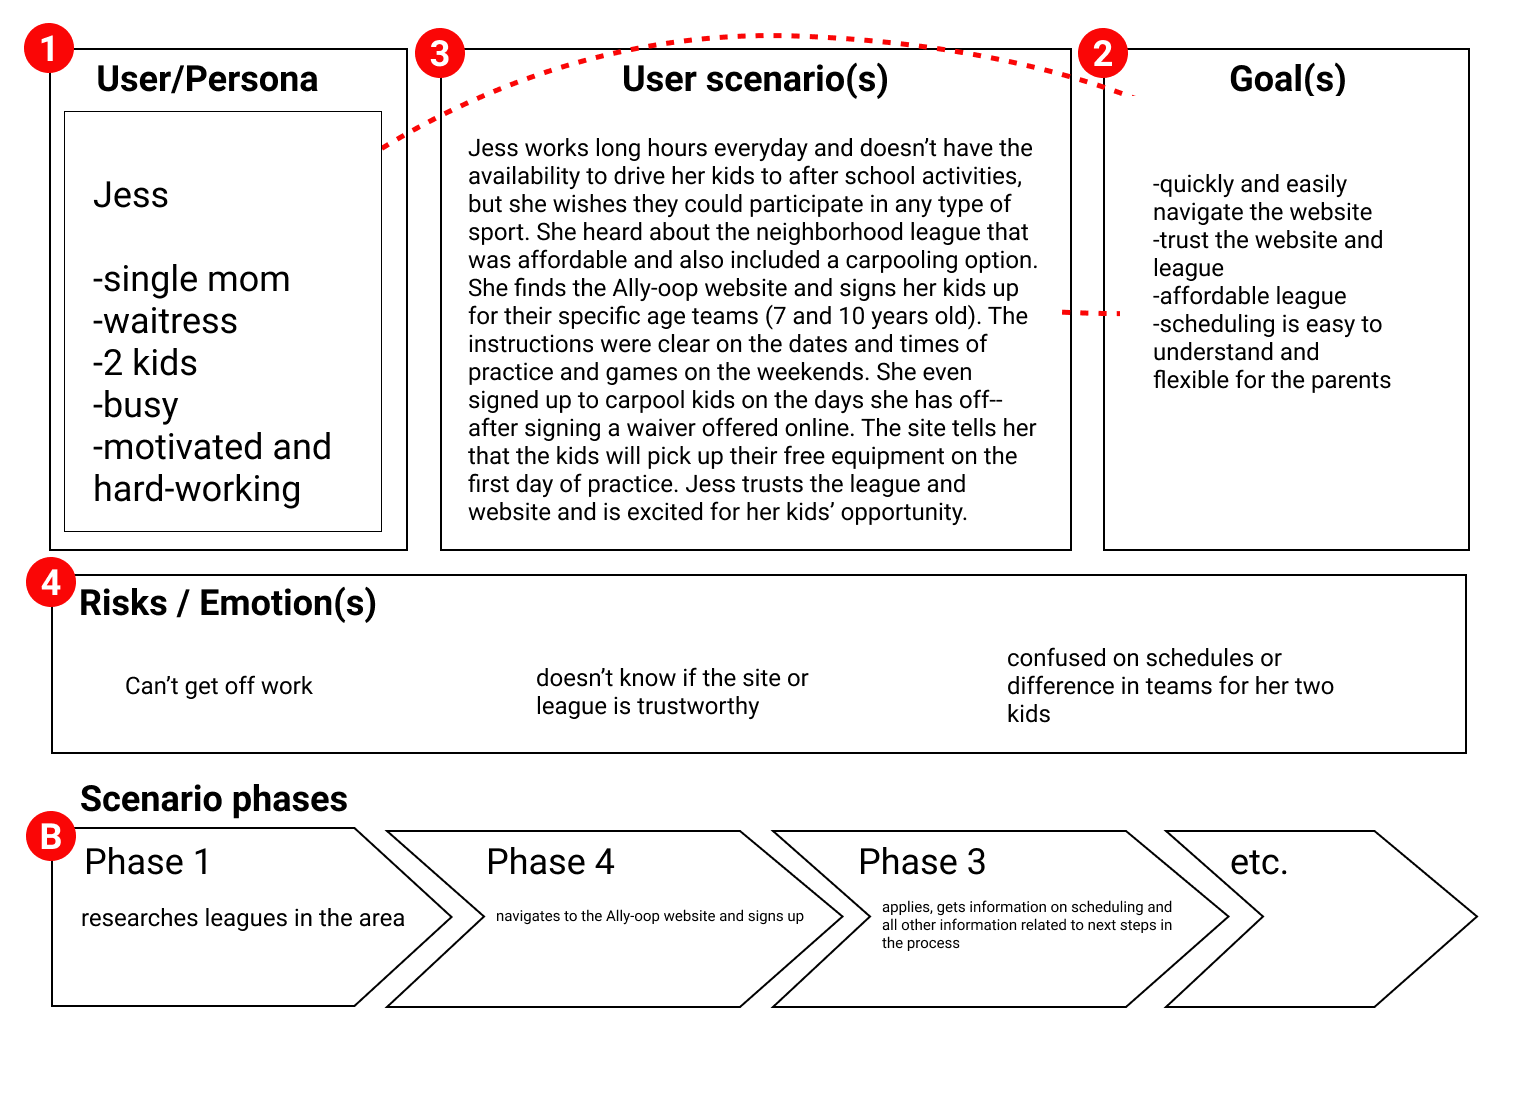 1
User/Persona
Jess
-single mom
-waitress
-2 kids
-busy
-motivated and
hard-working
3
User scenario(s)
Jess works long hours everyday and doesn't have the
availability to drive her kids to after school activities,
but she wishes they could participate in any type of
sport. She heard about the neighborhood league that
was affordable and also included a carpooling option.
She finds the Ally-oop website and signs her kids up
for their specific age teams (7 and 10 years old). The
instructions were clear on the dates and times of
practice and games on the weekends. She even
signed up to carpool kids on the days she has off--
after signing a waiver offered online. The site tells her
that the kids will pick up their free equipment on the
first day of practice. Jess trusts the league and
website and is excited for her kids' opportunity.
2
Goal(s)
-quickly and easily
navigate the website
-trust the website and
league
-affordable league
-scheduling is easy to
understand and
flexible for the parents
4
Risks / Emotion(s)
Can't get off work
doesn't know if the site or
league is trustworthy
confused on schedules or
difference in teams for her two
kids
Scenario phases
B
Phase 1
researches leagues in the area
Phase 4
navigates to the Ally-oop website and signs up
Phase 3
applies, gets information on scheduling and
all other information related to next steps in
the process
etc.